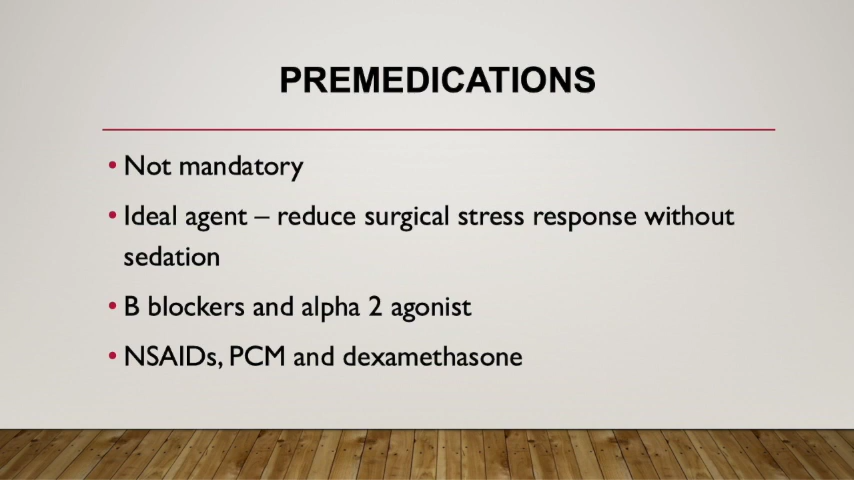 PREMEDICATIONS
• Not mandatory
• Ideal agent – reduce surgical stress response without
sedation
• B blockers and alpha 2 agonist
• NSAIDs, PCM and dexamethasone